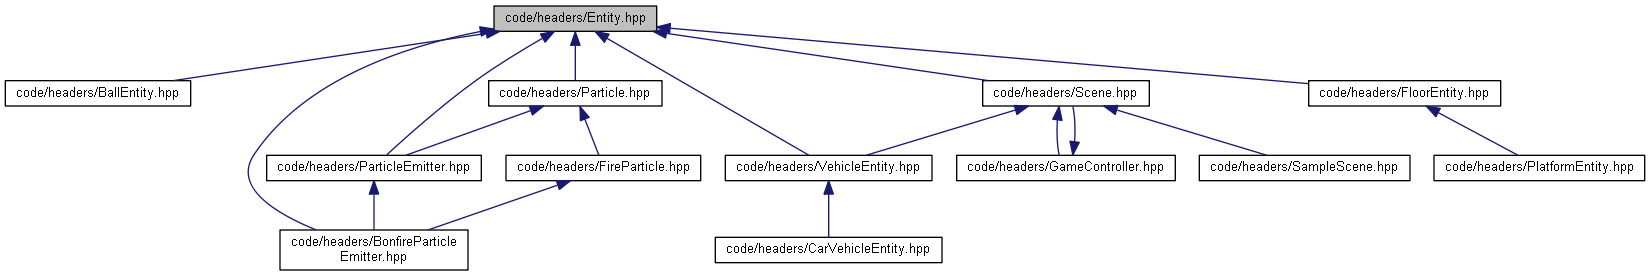 code/headers/Entity.hpp
code/headers/BallEntity.hpp
code/headers/Particle.hpp
code/headers/Scene.hpp
code/headers/FloorEntity.hpp
code/headers/ParticleEmitter.hpp
code/headers/FireParticle.hpp
code/headers/VehicleEntity.hpp
code/headers/GameController.hpp
code/headers/SampleScene.hpp
code/headers/PlatformEntity.hpp
code/headers/BonfireParticle
Emitter.hpp
code/headers/CarVehicleEntity.hpp